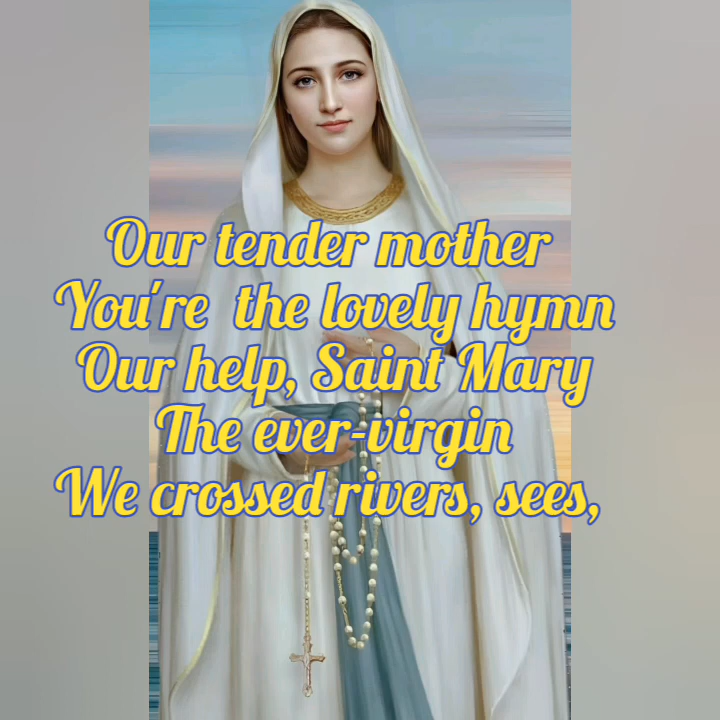 Our tender mother
You're the lovely hymn
Our help, Saint Mary
The ever-virgin
We crossed rivers, sees,